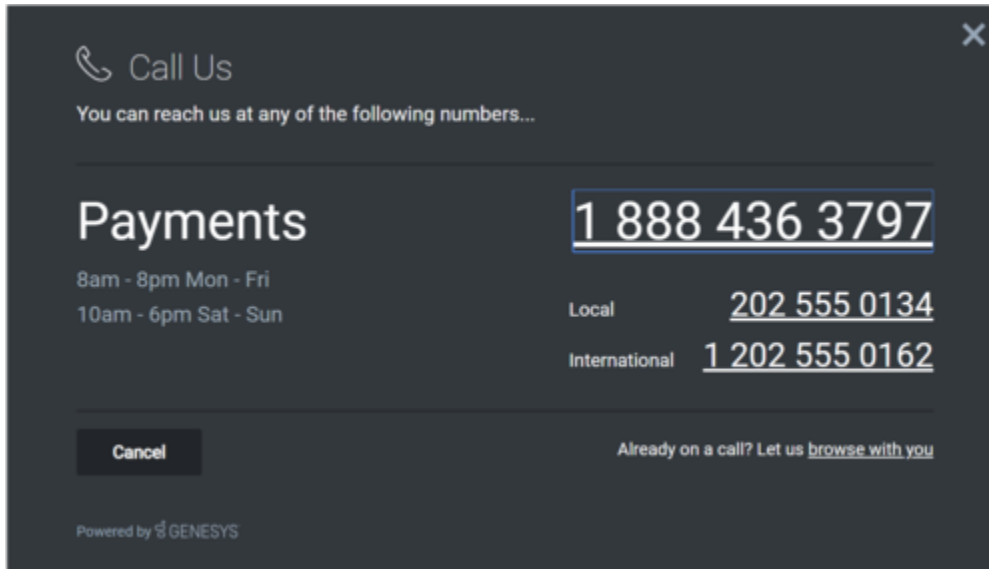 Call Us
You can reach us at any of the following numbers...
Payments
1 888 436 3797
8am - 8pm Mon - Fri
10am - 6pm Sat - Sun
Local 202 555 0134
International 1 202 555 0162
Cancel
Already on a call? Let us browse with you
Powered by GENESYS